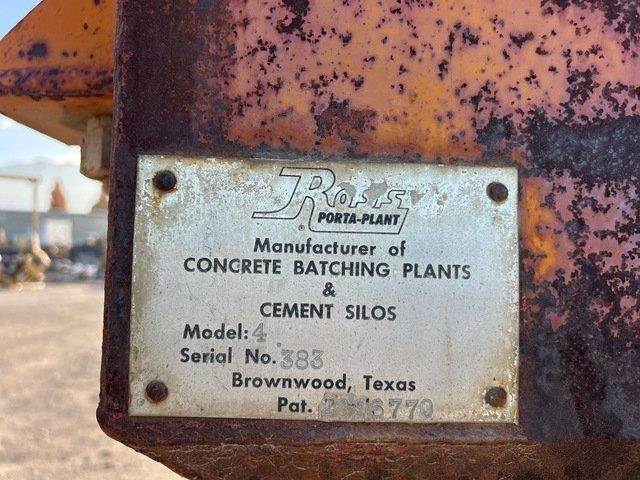 Ross
PORTA-PLANT
®
Manufacturer of
CONCRETE BATCHING PLANTS
&
CEMENT SILOS
Model: 4
Serial No. 383
Brownwood, Texas
Pat.